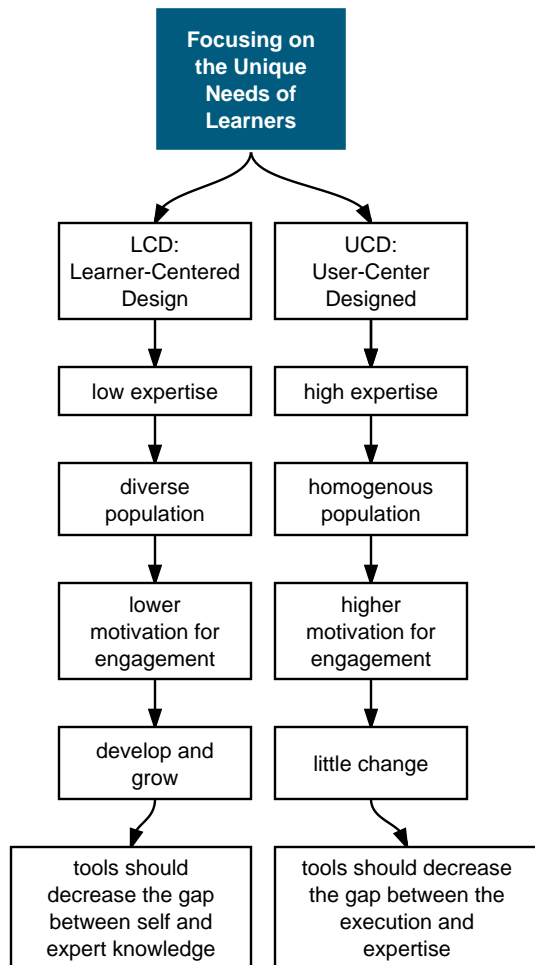 Focusing on
the Unique
Needs of
Learners
LCD:
Learner-Centered
Design
UCD:
User-Center
Designed
low expertise
high expertise
diverse
population
homogenous
population
lower
motivation for
engagement
higher
motivation for
engagement
develop and
grow
little change
tools should
decrease the gap
between self and
expert knowledge
tools should decrease
the gap between the
execution and
expertise